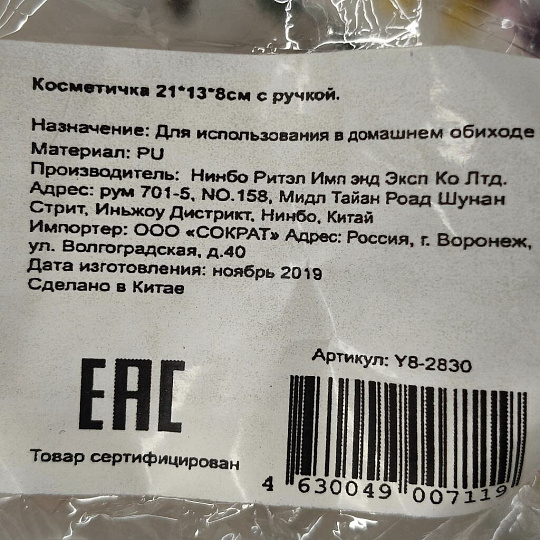 Косметичка 21*13*8см с ручкой.
Назначение: Для использования в домашнем обиходе
Материал: PU
Производитель: Нинбо Ритэл Имп энд Эксп Ко Лтд.
Адрес: рум 701-5, NO.158, Мидл Тайан Роад Шунан
Стрит, Иньжоу Дистрикт, Нинбо, Китай
Импортер: ООО «СОКРАТ» Адрес: Россия, г. Воронеж,
ул. Волгоградская, д.40
Дата изготовления: ноябрь 2019
Сделано в Китае
Артикул: Y8-2830
EAC
Товар сертифицирован
4 630049 007119